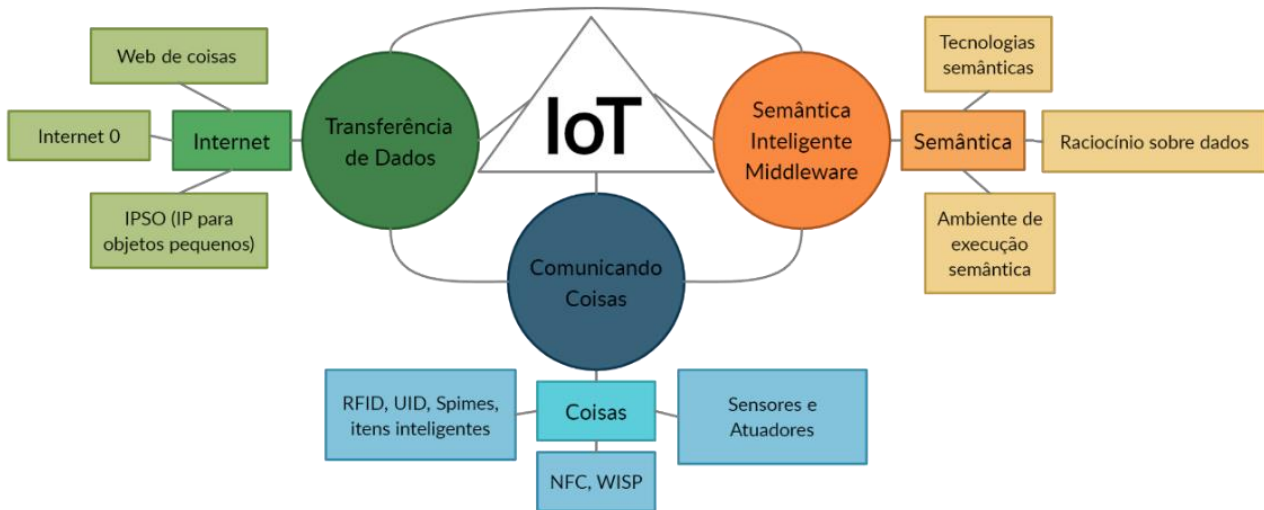 Web de coisas
Internet 0
Internet
IPSO (IP para
objetos pequenos)
Transferência
de Dados
IoT
Semântica
Inteligente
Middleware
Tecnologias
semânticas
Semântica
Raciocínio sobre dados
Ambiente de
execução
semântica
Comunicando
Coisas
RFID, UID, Spimes,
itens inteligentes
Coisas
Sensores e
Atuadores
NFC, WISP